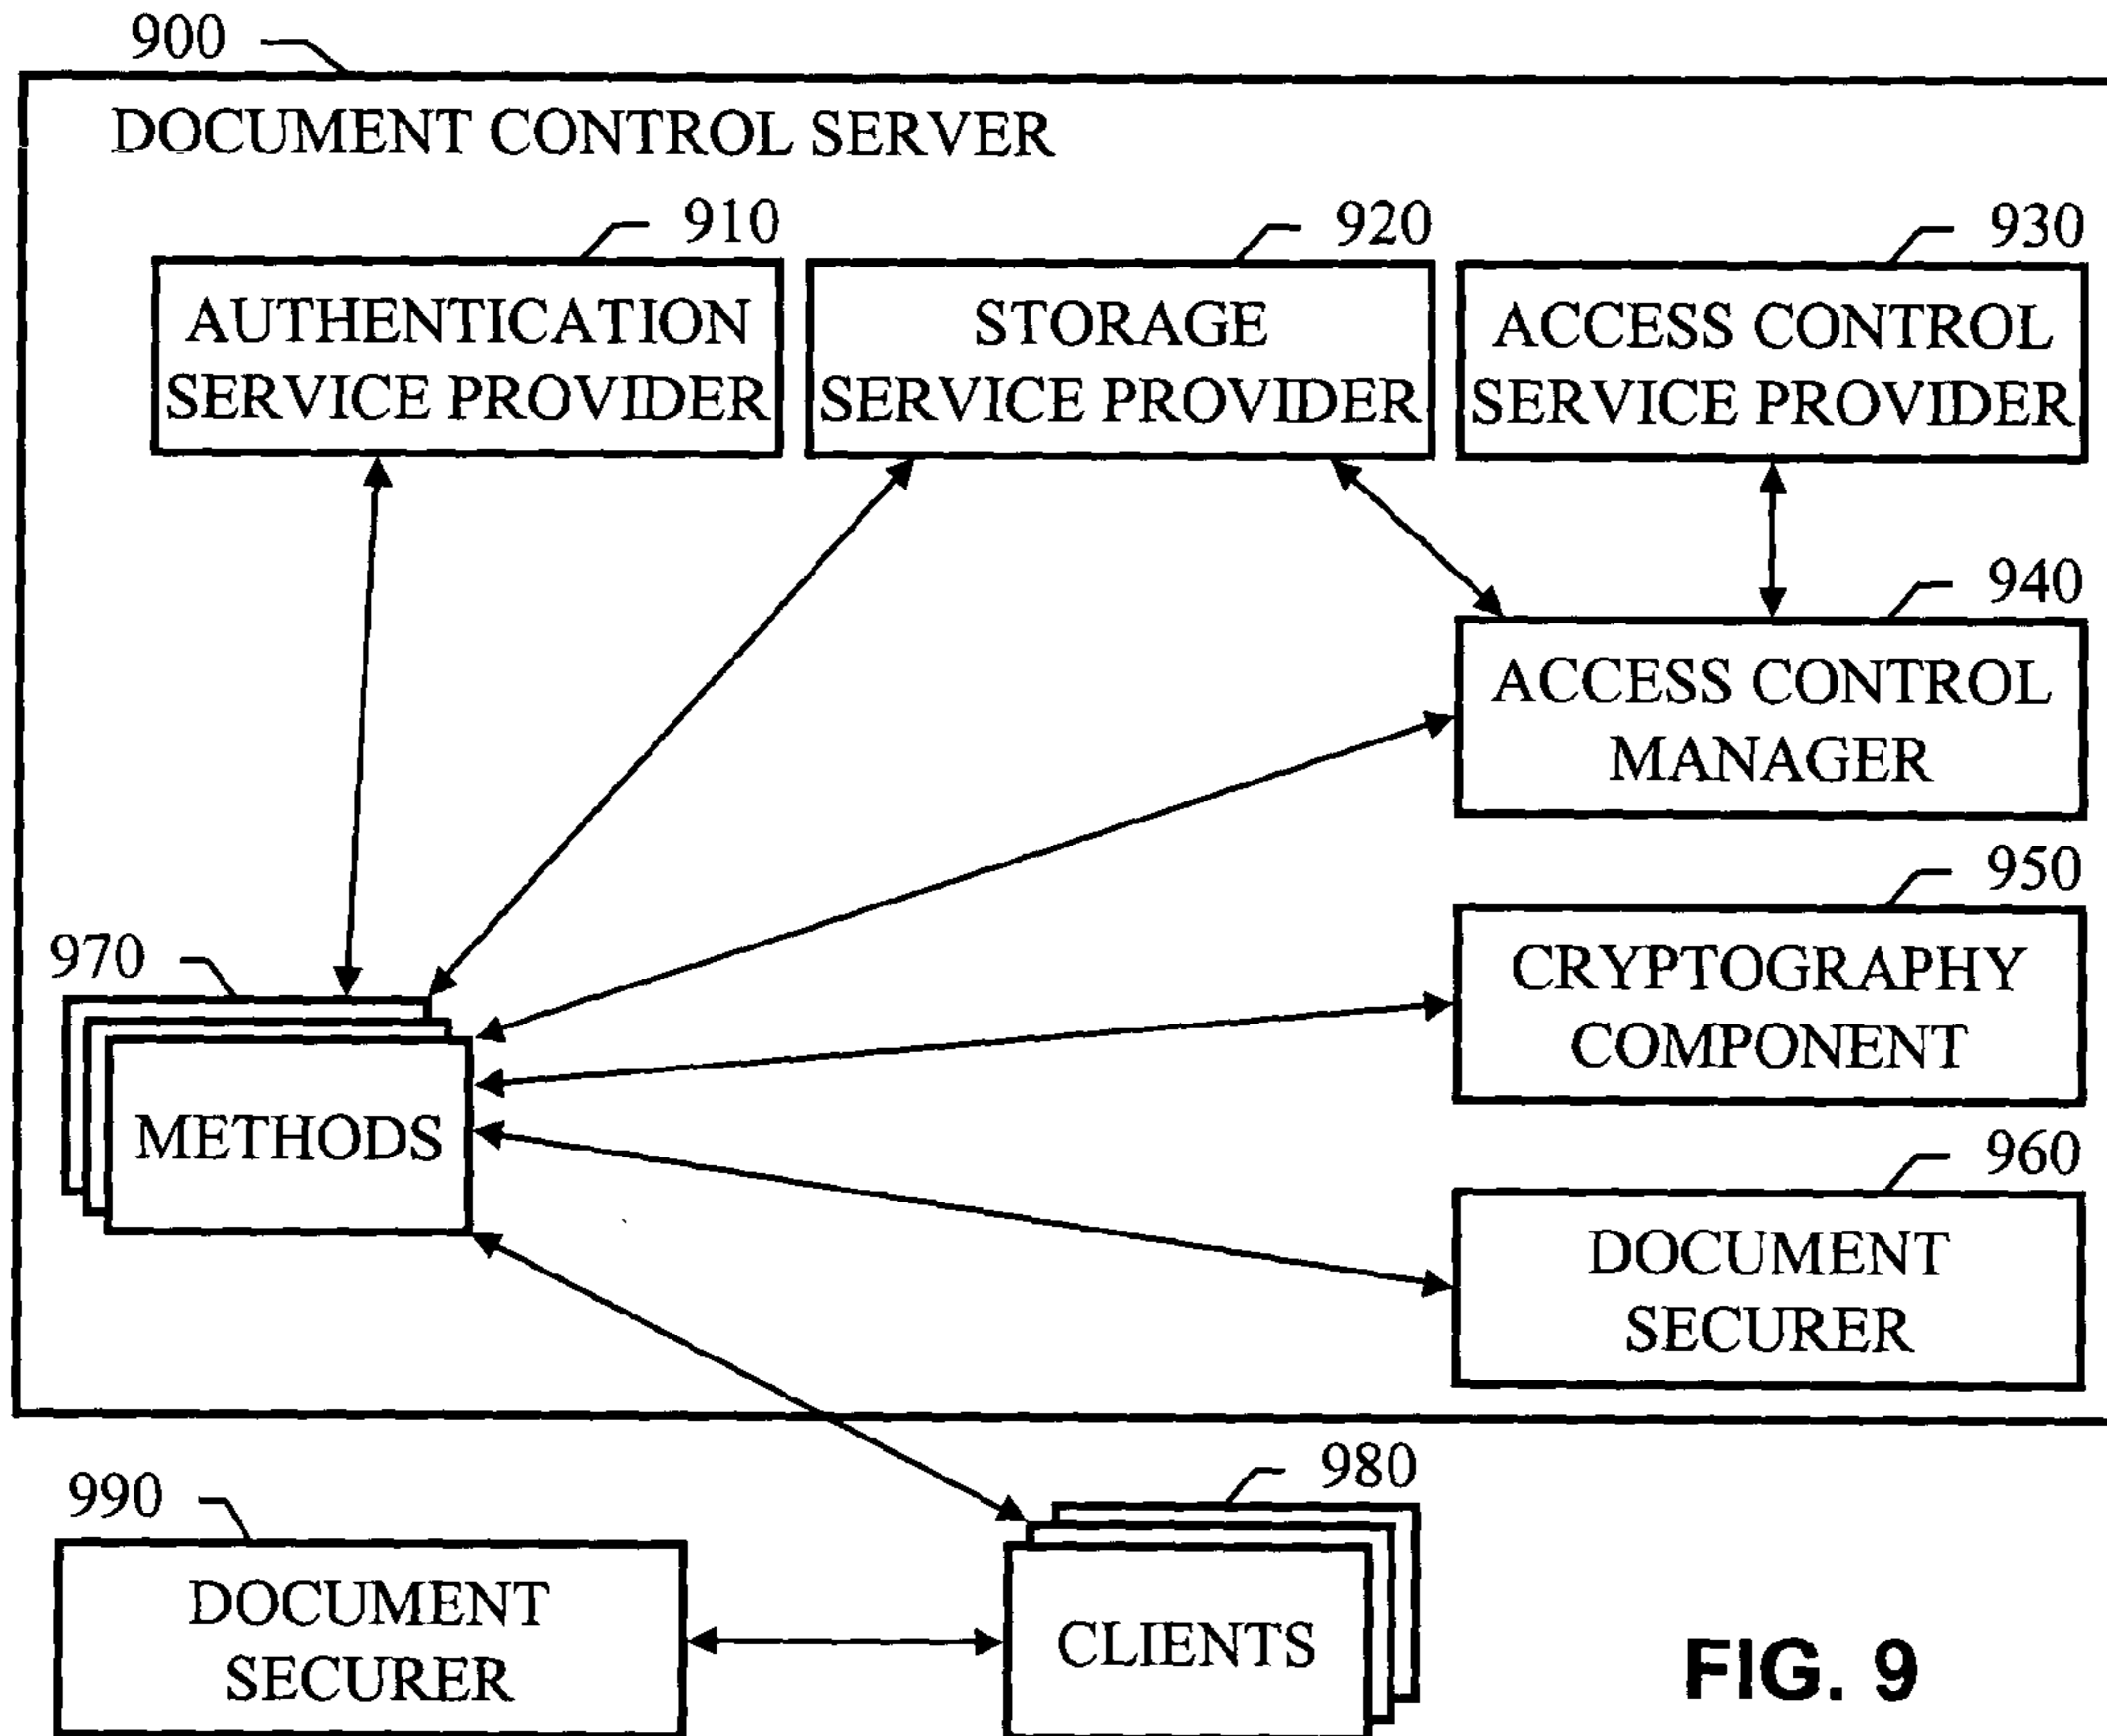 900
DOCUMENT CONTROL SERVER
910
920
930
AUTHENTICATION
SERVICE PROVIDER
STORAGE
SERVICE PROVIDER
ACCESS CONTROL
SERVICE PROVIDER
940
ACCESS CONTROL
MANAGER
950
CRYPTOGRAPHY
COMPONENT
970
METHODS
960
DOCUMENT
SECURER
980
CLIENTS
990
DOCUMENT
SECURER
FIG. 9